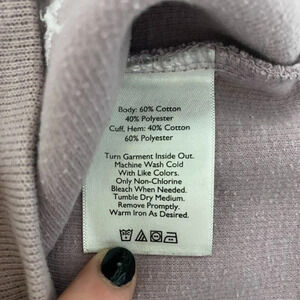 Body: 60% Cotton
40% Polyester
Cuff, Hem: 40% Cotton
60% Polyester
Turn Garment Inside Out.
Machine Wash Cold
With Like Colors.
Only Non-Chlorine
Bleach When Needed.
Tumble Dry Medium.
Remove Promptly.
Warm Iron As Desired.